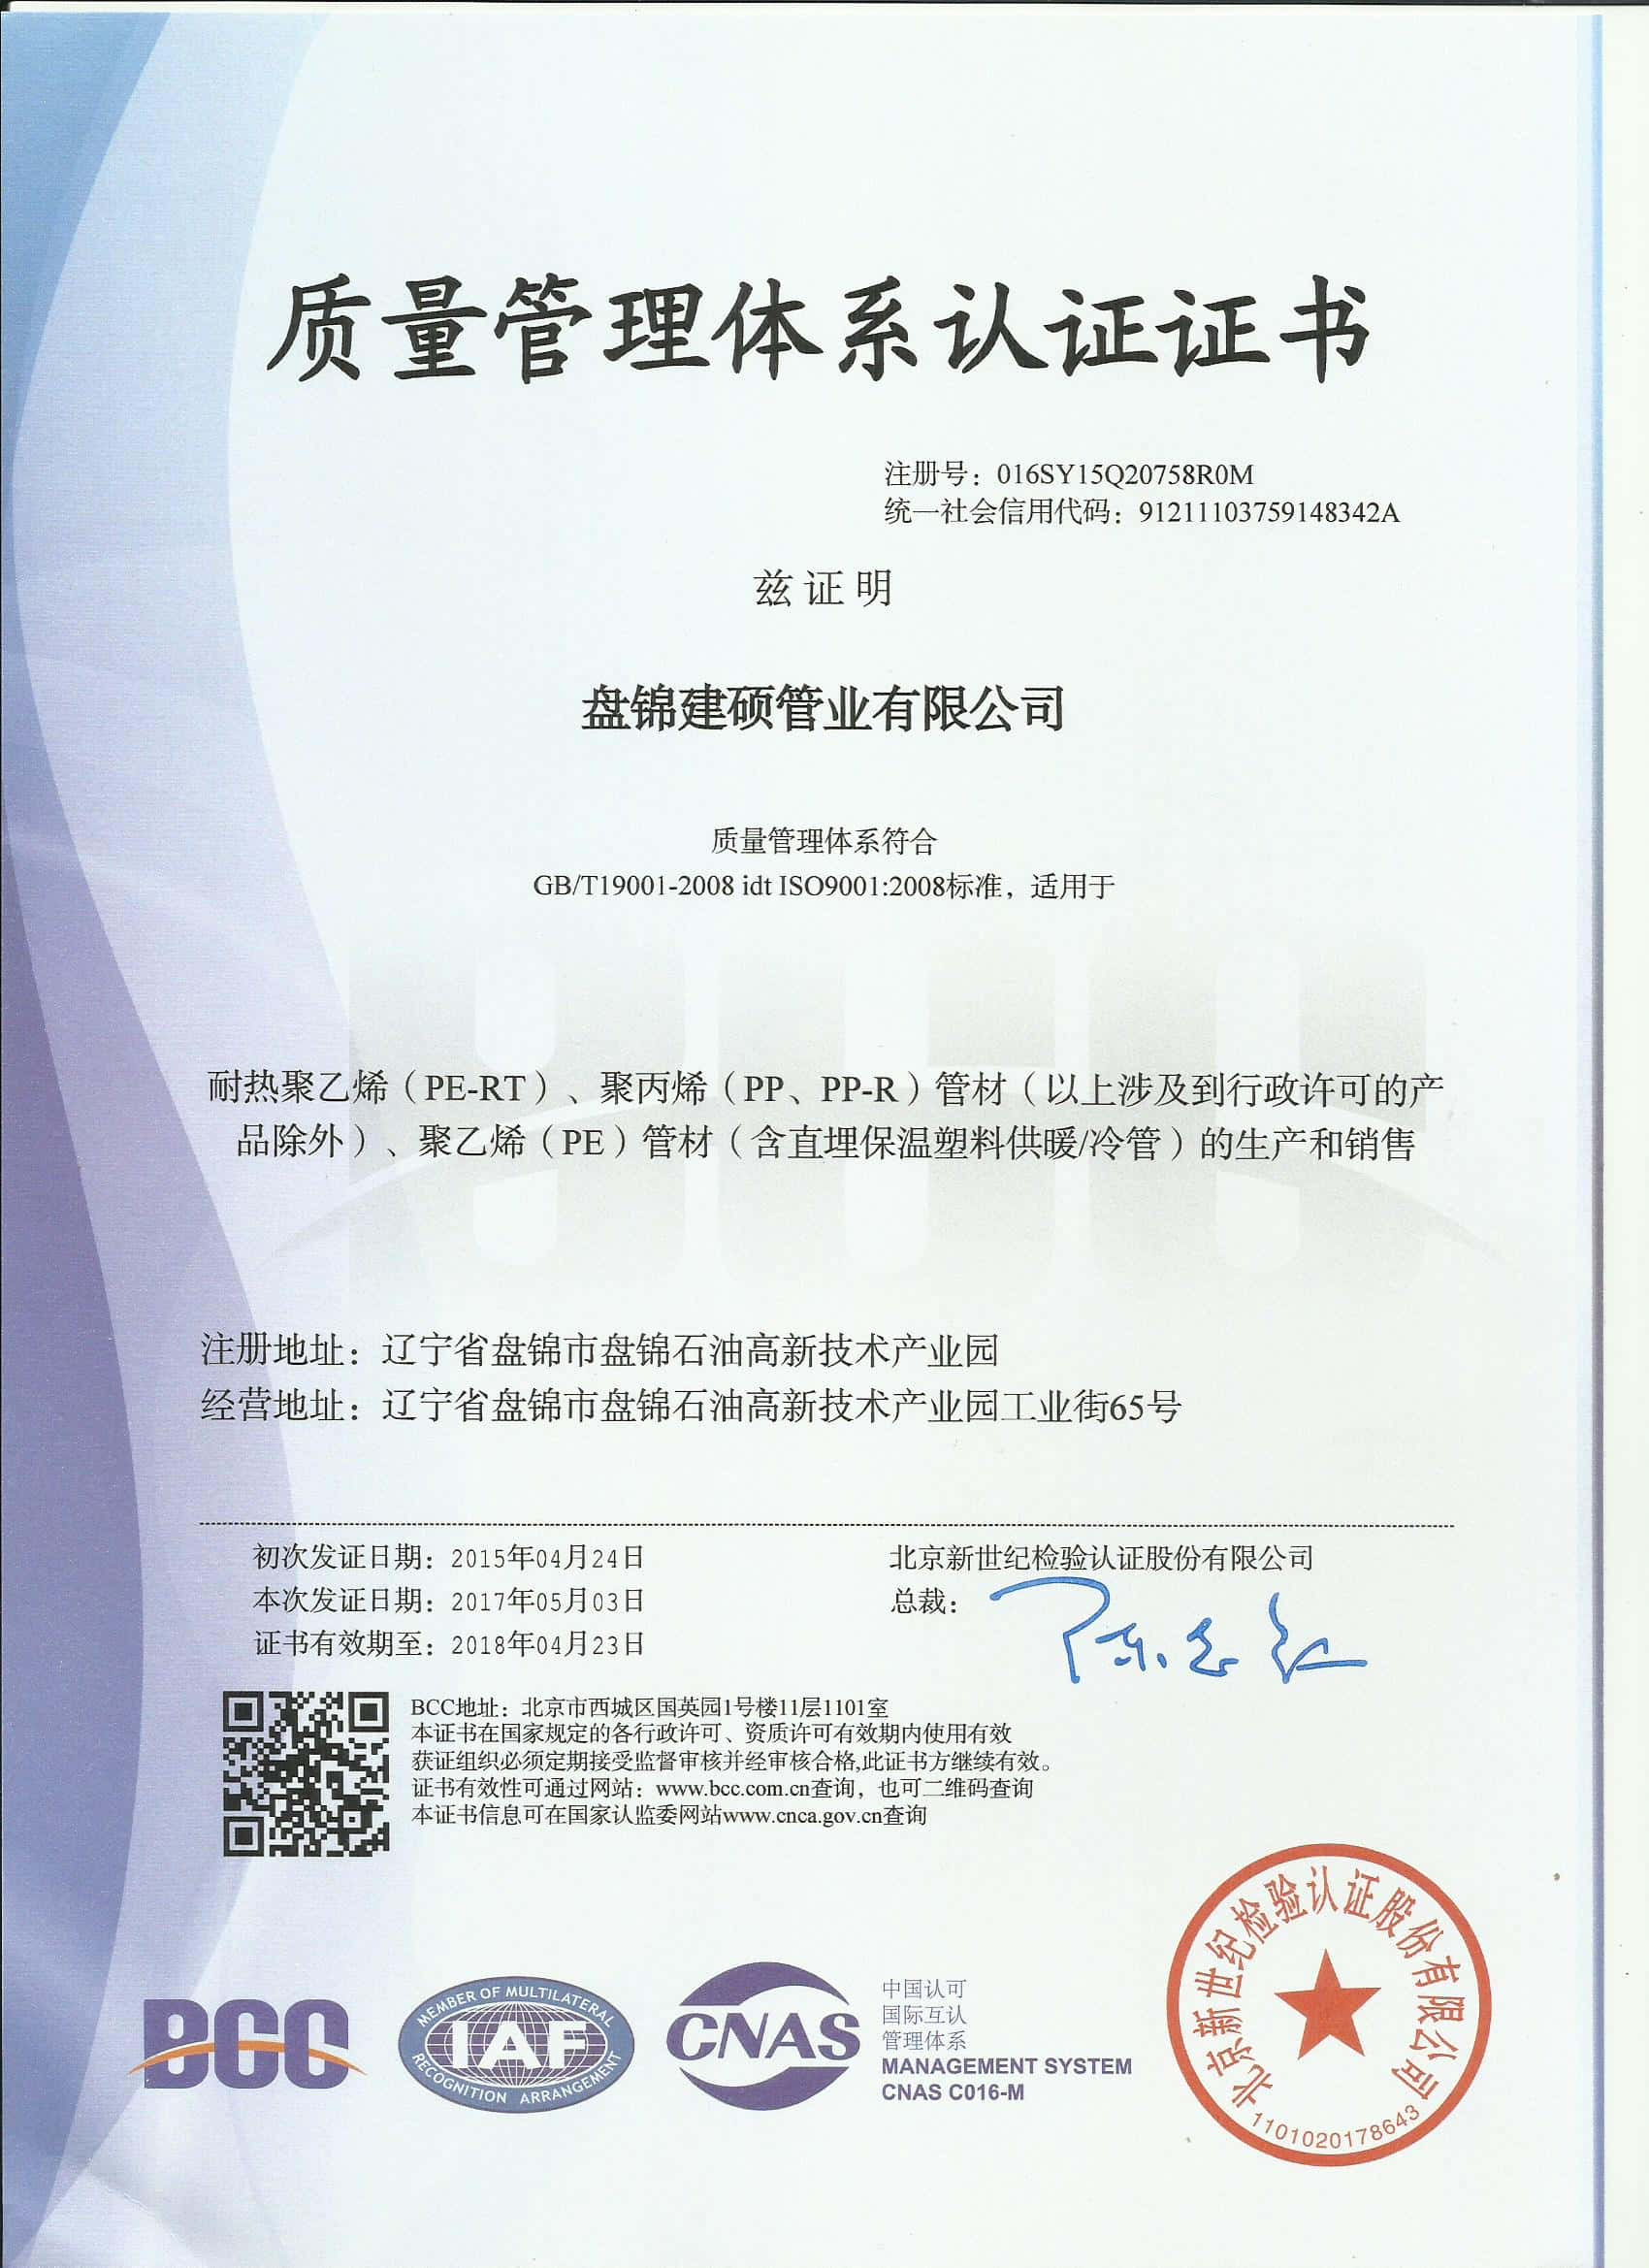 质量管理体系认证证书
注册号：016SY15Q20758R0M
统一社会信用代码：91211103759148342A
兹证明
盘锦建硕管业有限公司
质量管理体系符合
GB/T19001-2008 idt ISO9001:2008标准，适用于
耐热聚乙烯（PE-RT）、聚丙烯（PP、PP-R）管材（以上涉及到行政许可的产
品除外）、聚乙烯（PE）管材（含直埋保温塑料供暖/冷管）的生产和销售
注册地址：辽宁省盘锦市盘锦石油高新技术产业园
经营地址：辽宁省盘锦市盘锦石油高新技术产业园工业街65号
初次发证日期：2015年04月24日
本次发证日期：2017年05月03日
证书有效期至：2018年04月23日
北京新世纪检验认证股份有限公司
总裁：
BCC地址：北京市西城区国英园1号楼11层1101室
本证书在国家规定的各行政许可、资质许可有效期内使用有效
获证组织必须定期接受监督审核并经审核合格,此证书方继续有效。
证书有效性可通过网站：www.bcc.com.cn查询，也可二维码查询
本证书信息可在国家认监委网站www.cnca.gov.cn查询
BCC
MEMBER OF MULTILATERAL
IAF
RECOGNITION ARRANGEMENT
CNAS
中国认可
国际互认
管理体系
MANAGEMENT SYSTEM
CNAS C016-M
北京新世纪检验认证股份有限公司
1101020178643